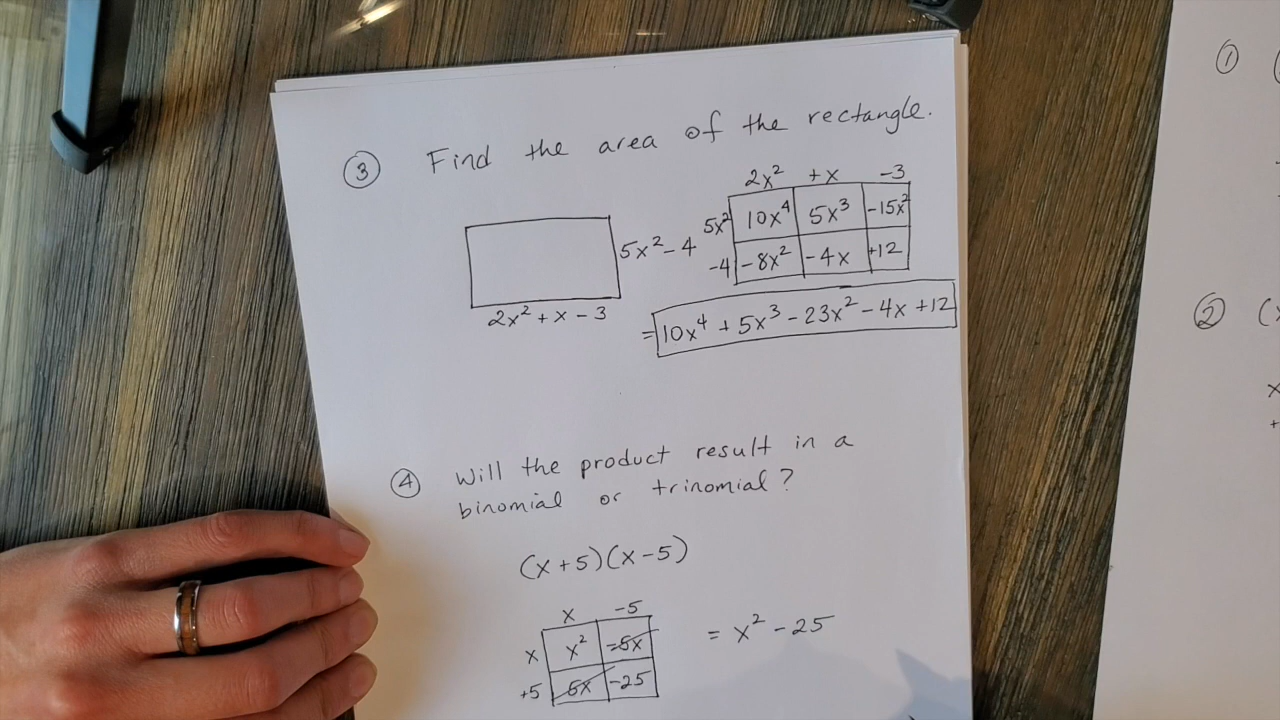 ③ Find the area of the rectangle.
2x² +x -3
5x² 10x⁴ 5x³ -15x²
-4 -8x² -4x +12
5x² - 4
2x² + x - 3
= 10x⁴ + 5x³ - 23x² - 4x + 12
④ Will the product result in a
binomial or trinomial?
(x+5)(x-5)
x -5
x x² -5x
+5 5x -25
= x² - 25
①
② (x
x
+